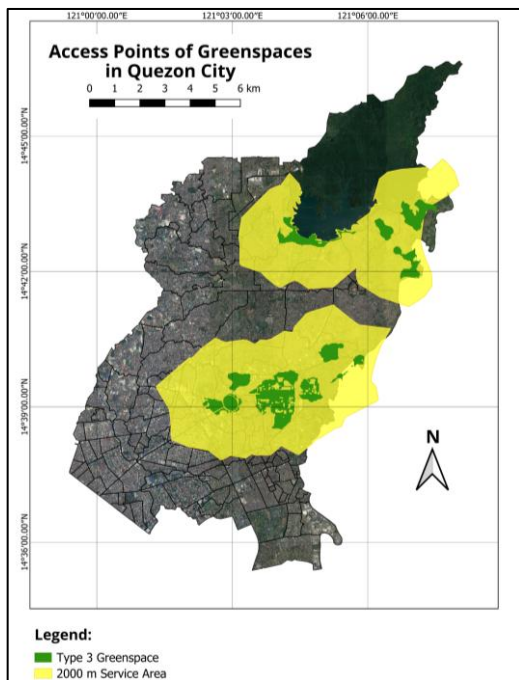 121°00'00.00"E 121°03'00.00"E 121°06'00.00"E
Access Points of Greenspaces
in Quezon City
0 1 2 3 4 5 6 km
14°45'00.00"N
14°42'00.00"N
14°39'00.00"N
14°36'00.00"N
N
Legend:
Type 3 Greenspace
2000 m Service Area